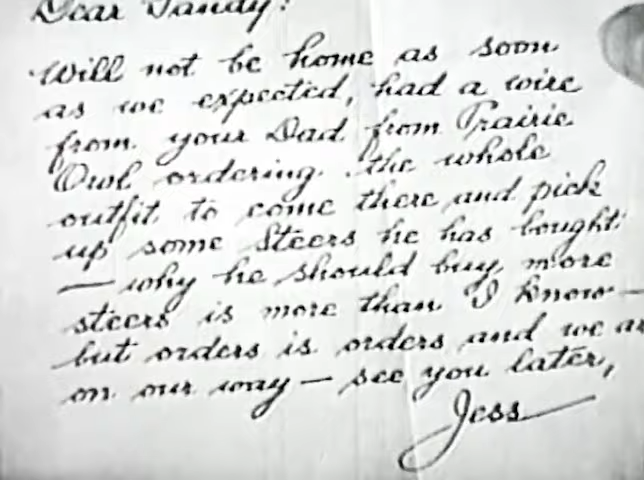 Dear Sandy:
Will not be home as soon
as we expected, had a wire
from your Dad from Prairie
Owl ordering the whole
outfit to come there and pick
up some steers he has bought
— why he should buy more
steers is more than I know —
but orders is orders and we ar
on our way — see you later,
Jess